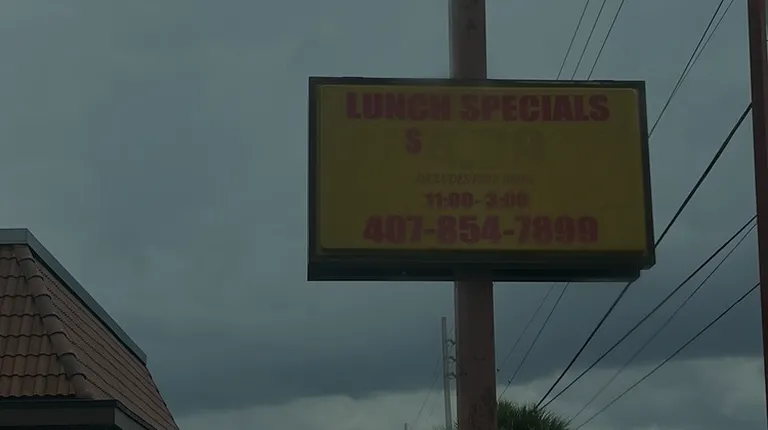 LUNCH SPECIALS
$
11:00- 3:00
407-854-7899